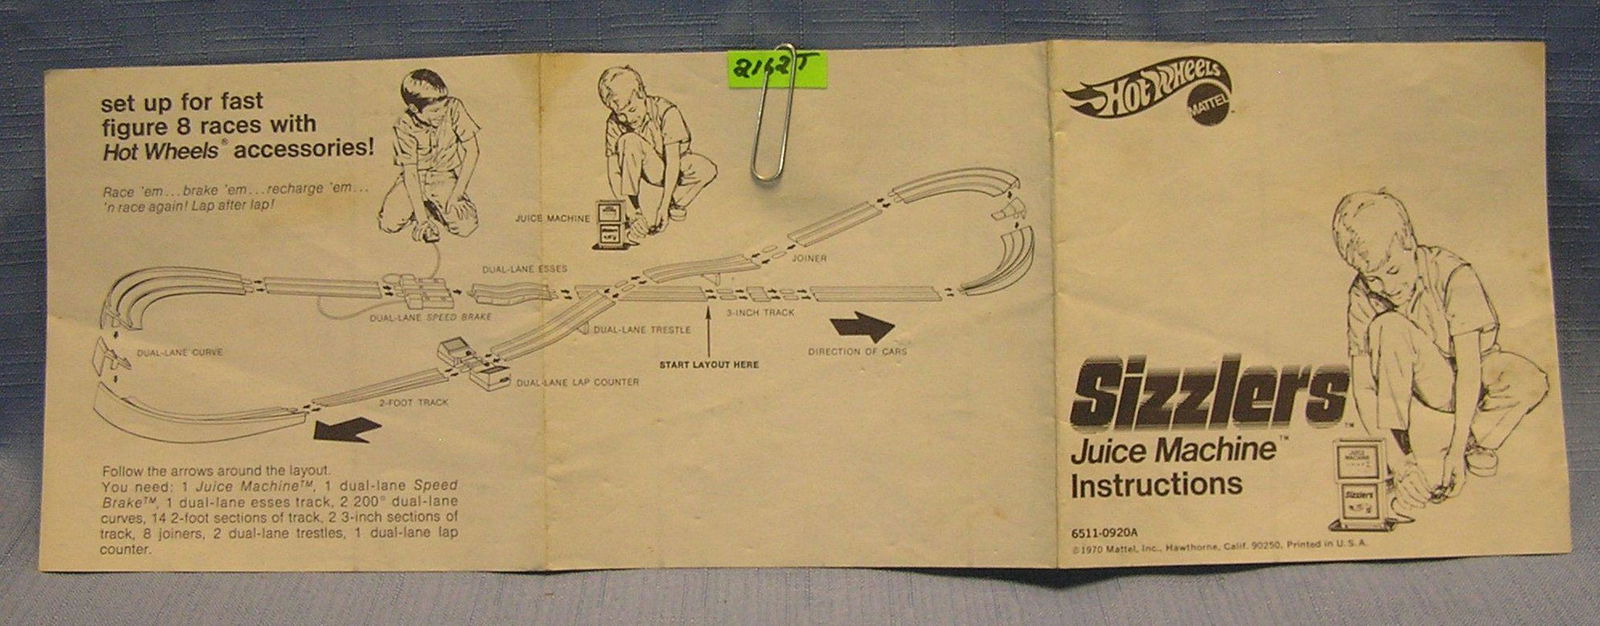 2162T
set up for fast
figure 8 races with
Hot Wheels® accessories!
Race 'em...brake 'em...recharge 'em...
'n race again! Lap after lap!
JUICE MACHINE
DUAL-LANE ESSES
JOINER
DUAL-LANE SPEED BRAKE
3-INCH TRACK
DUAL-LANE TRESTLE
DUAL-LANE CURVE
START LAYOUT HERE
DIRECTION OF CARS
DUAL-LANE LAP COUNTER
2-FOOT TRACK
Follow the arrows around the layout.
You need: 1 Juice Machine™, 1 dual-lane Speed
Brake™, 1 dual-lane esses track, 2 200° dual-lane
curves, 14 2-foot sections of track, 2 3-inch sections of
track, 8 joiners, 2 dual-lane trestles, 1 dual-lane lap
counter.
HOT WHEELS
MATTEL
Sizzlers™
Juice Machine™
Instructions
JUICE
MACHINE
Sizzlers
6511-0920A
©1970 Mattel, Inc., Hawthorne, Calif. 90250. Printed in U.S.A.